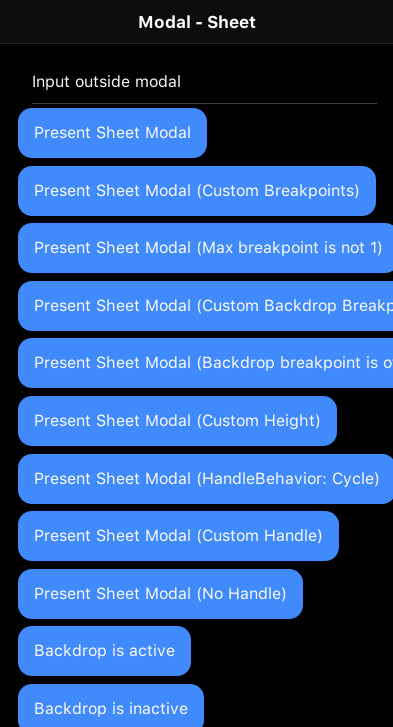 Modal - Sheet
Input outside modal
Present Sheet Modal
Present Sheet Modal (Custom Breakpoints)
Present Sheet Modal (Max breakpoint is not 1)
Present Sheet Modal (Custom Backdrop
Present Sheet Modal (Backdrop breakpoint is
Present Sheet Modal (Custom Height)
Present Sheet Modal (HandleBehavior: Cycle)
Present Sheet Modal (Custom Handle)
Present Sheet Modal (No Handle)
Backdrop is active
Backdrop is inactive